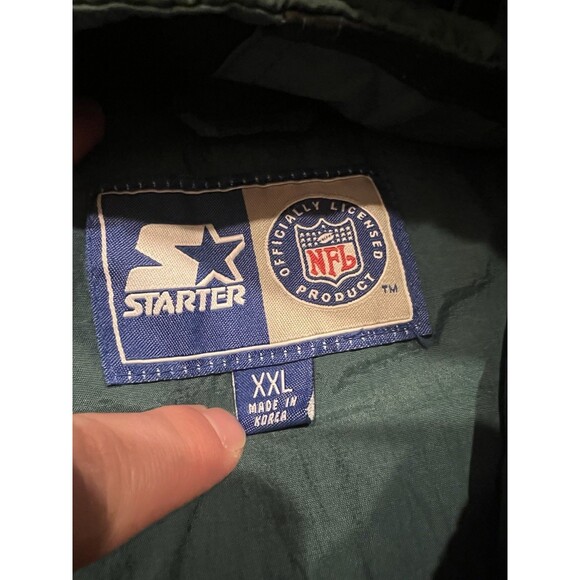 STARTER
OFFICIALLY LICENSED
NFL
PRODUCT
TM
XXL
MADE IN
KOREA